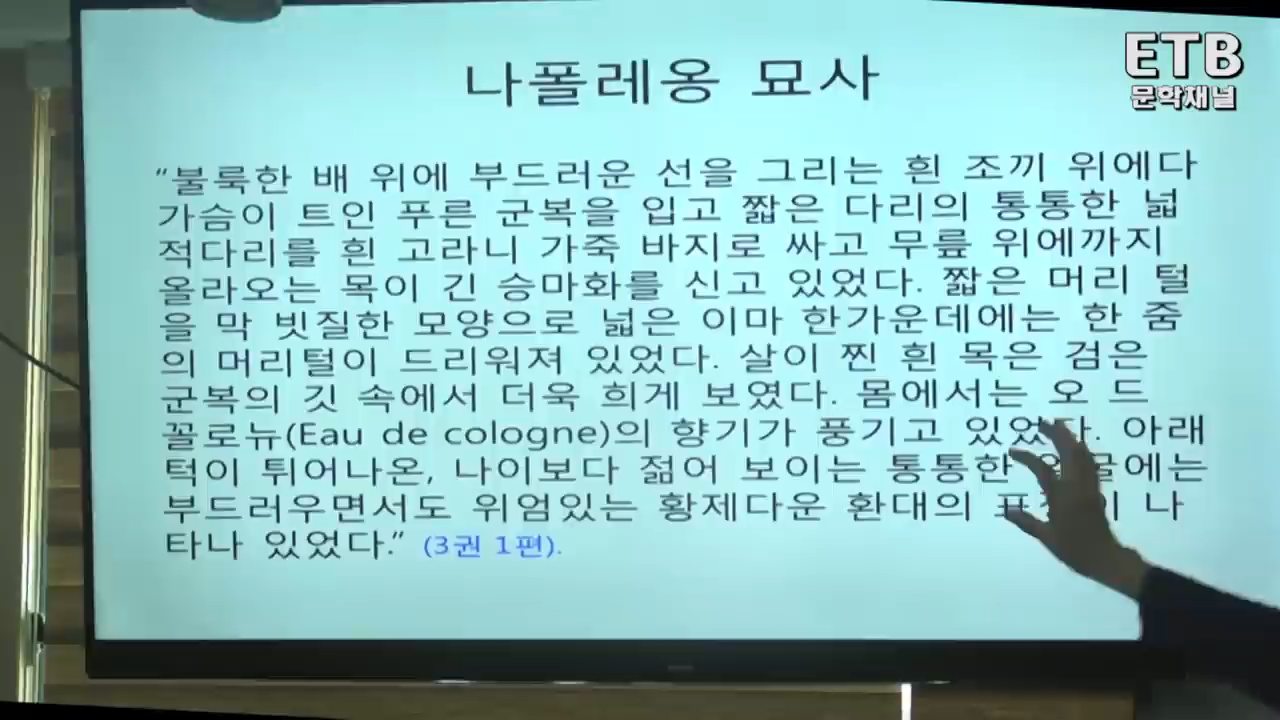 ETB
문학채널
나폴레옹 묘사
“불룩한 배 위에 부드러운 선을 그리는 흰 조끼 위에다
가슴이 트인 푸른 군복을 입고 짧은 다리의 통통한 넓
적다리를 흰 고라니 가죽 바지로 싸고 무릎 위에까지
올라오는 목이 긴 승마화를 신고 있었다. 짧은 머리 털
을 막 빗질한 모양으로 넓은 이마 한가운데에는 한 줌
의 머리털이 드리워져 있었다. 살이 찐 흰 목은 검은
군복의 깃 속에서 더욱 희게 보였다. 몸에서는 오 드
꼴로뉴(Eau de cologne)의 향기가 풍기고 있었다. 아래
턱이 튀어나온, 나이보다 젊어 보이는 통통한
부드러우면서도 위엄있는 황제다운 환대의 나
타나 있었다.” (3권 1편).